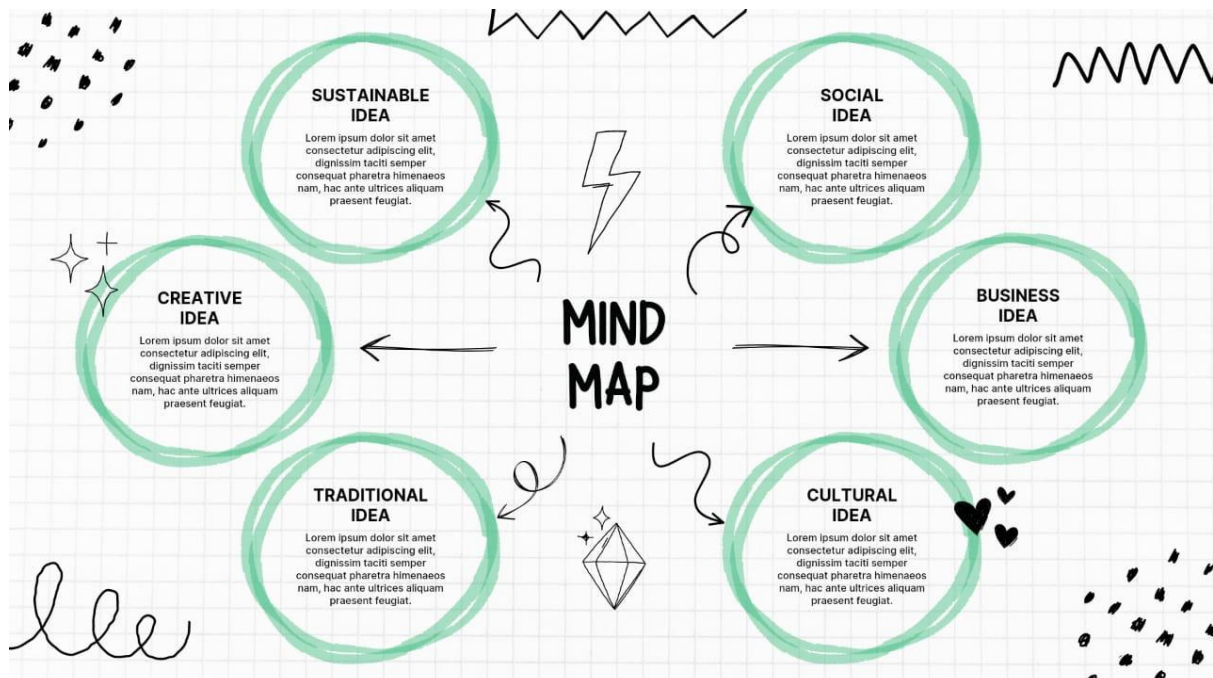 SUSTAINABLE
IDEA
Lorem ipsum dolor sit amet
consectetur adipiscing elit,
dignissim taciti semper
consequat pharetra himenaeos
nam, hac ante ultrices aliquam
praesent feugiat.
SOCIAL
IDEA
Lorem ipsum dolor sit amet
consectetur adipiscing elit,
dignissim taciti semper
consequat pharetra himenaeos
nam, hac ante ultrices aliquam
praesent feugiat.
CREATIVE
IDEA
Lorem ipsum dolor sit amet
consectetur adipiscing elit,
dignissim taciti semper
consequat pharetra himenaeos
nam, hac ante ultrices aliquam
praesent feugiat.
MIND
MAP
BUSINESS
IDEA
Lorem ipsum dolor sit amet
consectetur adipiscing elit,
dignissim taciti semper
consequat pharetra himenaeos
nam, hac ante ultrices aliquam
praesent feugiat.
TRADITIONAL
IDEA
Lorem ipsum dolor sit amet
consectetur adipiscing elit,
dignissim taciti semper
consequat pharetra himenaeos
nam, hac ante ultrices aliquam
praesent feugiat.
CULTURAL
IDEA
Lorem ipsum dolor sit amet
consectetur adipiscing elit,
dignissim taciti semper
consequat pharetra himenaeos
nam, hac ante ultrices aliquam
praesent feugiat.